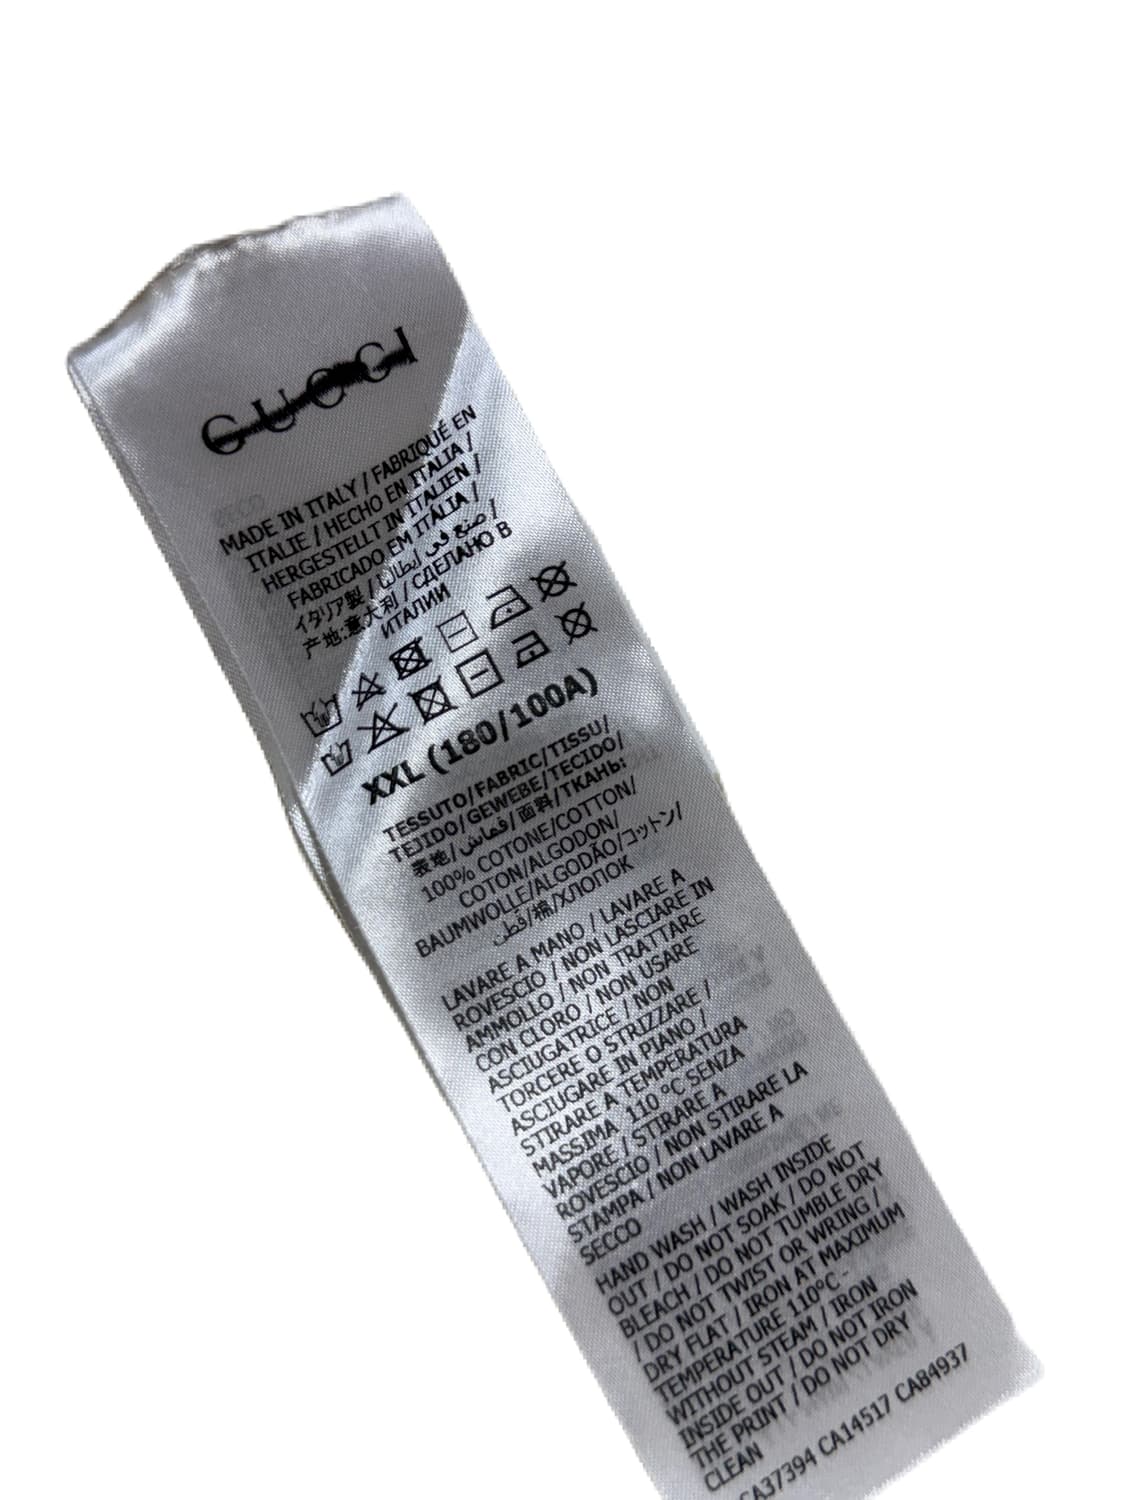 GUCCI
MADE IN ITALY / FABRIQUÉ EN
ITALIE / HECHO EN ITALIA /
HERGESTELLT IN ITALIEN /
FABRICADO EM ITÁLIA /
イタリア製 / صنع في إيطاليا /
产地:意大利 / СДЕЛАНО В
ИТАЛИИ
XXL (180/100A)
TESSUTO/FABRIC/TISSU/
TEJIDO/GEWEBE/TECIDO/
表地/قماش/面料/ТКАНЬ:
100% COTONE/COTTON/
COTON/ALGODON/
BAUMWOLLE/ALGODÃO/コットン/
قطن/棉/ХЛОПОК
LAVARE A MANO / LAVARE A
ROVESCIO / NON LASCIARE IN
AMMOLLO / NON TRATTARE
CON CLORO / NON USARE
ASCIUGATRICE / NON
TORCERE O STRIZZARE /
ASCIUGARE IN PIANO /
STIRARE A TEMPERATURA
MASSIMA 110 °C SENZA
VAPORE / STIRARE A
ROVESCIO / NON STIRARE LA
STAMPA / NON LAVARE A
SECCO
HAND WASH / WASH INSIDE
OUT / DO NOT SOAK / DO NOT
BLEACH / DO NOT TUMBLE DRY
/ DO NOT TWIST OR WRING /
DRY FLAT / IRON AT MAXIMUM
TEMPERATURE 110°C -
WITHOUT STEAM / IRON
INSIDE OUT / DO NOT IRON
THE PRINT / DO NOT DRY
CLEAN
CA37394 CA14517 CA84937